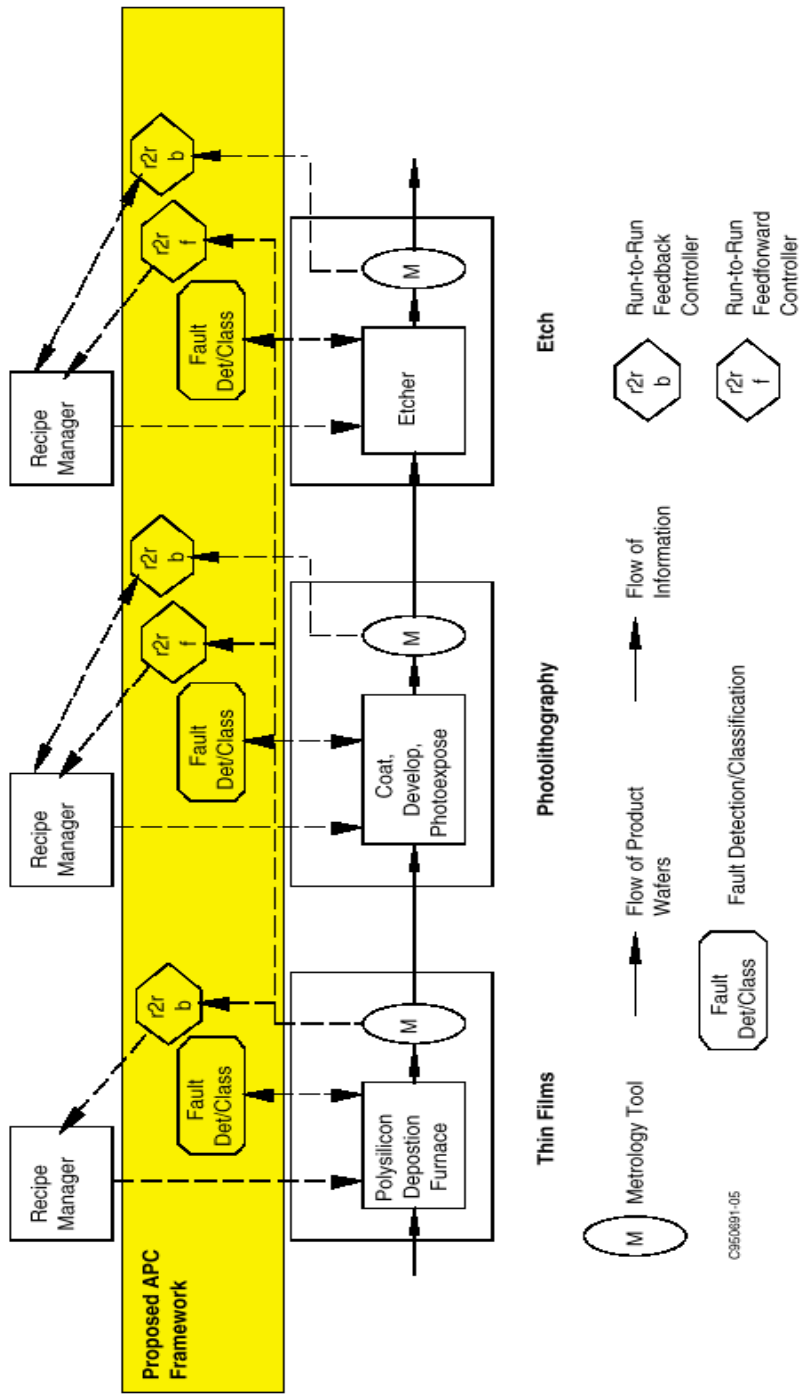 Recipe
Manager
Recipe
Manager
Recipe
Manager
Proposed APC
Framework
r2r
b
Fault
Det/Class
r2r
b
r2r
f
Fault
Det/Class
r2r
b
r2r
f
Fault
Det/Class
Polysilicon
Depostion
Furnace
M
Coat,
Develop,
Photoexpose
M
Etcher
M
Thin Films
Photolithography
Etch
M
Metrology Tool
Flow of Product
Wafers
Flow of
Information
r2r
b
Run-to-Run
Feedback
Controller
Fault
Det/Class
Fault Detection/Classification
r2r
f
Run-to-Run
Feedforward
Controller
C950691-05